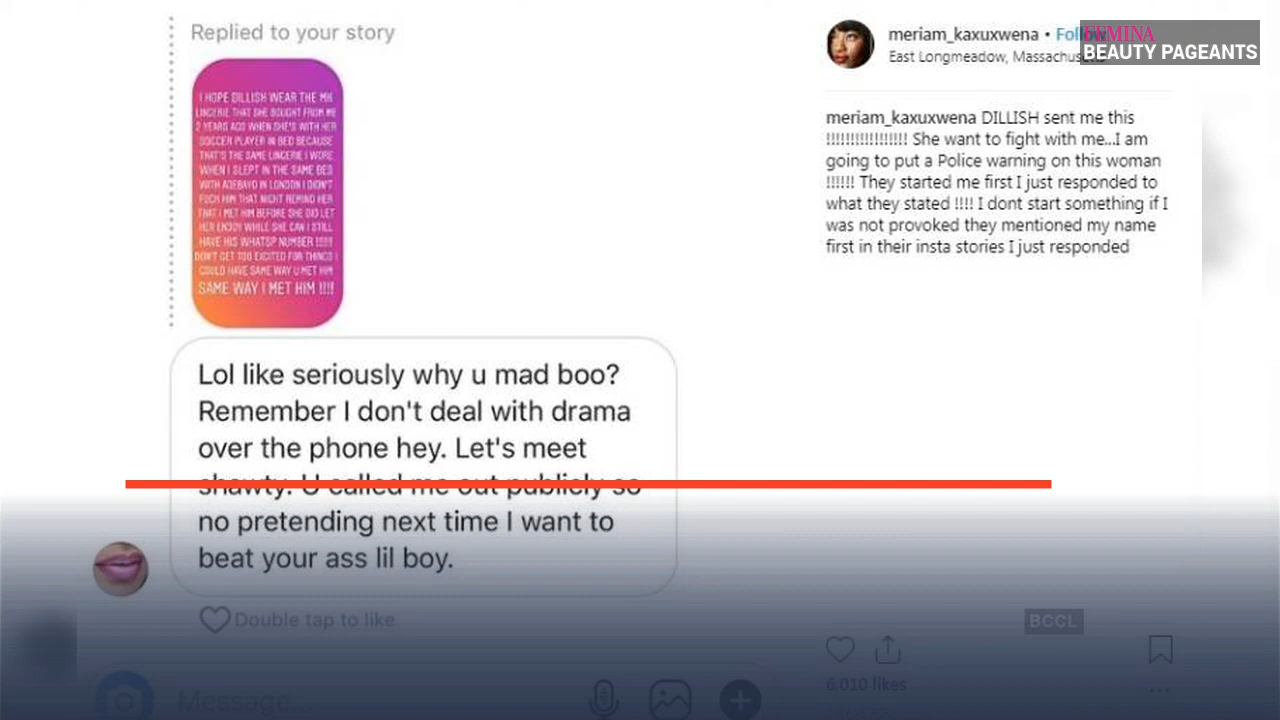 Replied to your story
I HOPE DILLISH WEAR THE MK
LINGERIE THAT SHE BOUGHT FROM ME
2 YEARS AGO WHEN SHE'S WITH HER
SOCCER PLAYER IN BED BECAUSE
THAT'S THE SAME LINGERIE I WORE
WHEN I SLEPT IN THE SAME BED
WITH ADEBAYO IN LONDON I DIDN'T
FUCK HIM THAT NIGHT REMIND HER
THAT I MET HIM BEFORE SHE DID LET
HER ENJOY WHILE SHE CAN I STILL
HAVE HIS WHATSP NUMBER !!!!!
DON'T GET TOO EXCITED FOR THINGS I
COULD HAVE SAME WAY U MET HIM
SAME WAY I MET HIM !!!!
Lol like seriously why u mad boo?
Remember I don't deal with drama
over the phone hey. Let's meet
shawty. U called me out publicly so
no pretending next time I want to
beat your ass lil boy.
Double tap to like
Message...
meriam_kaxuxwena • Follow
East Longmeadow, Massachusetts
FEMINA
BEAUTY PAGEANTS
meriam_kaxuxwena DILLISH sent me this
!!!!!!!!!!!!!!!!! She want to fight with me...I am
going to put a Police warning on this woman
!!!!!! They started me first I just responded to
what they stated !!!! I dont start something if I
was not provoked they mentioned my name
first in their insta stories I just responded
BCCL
6,010 likes